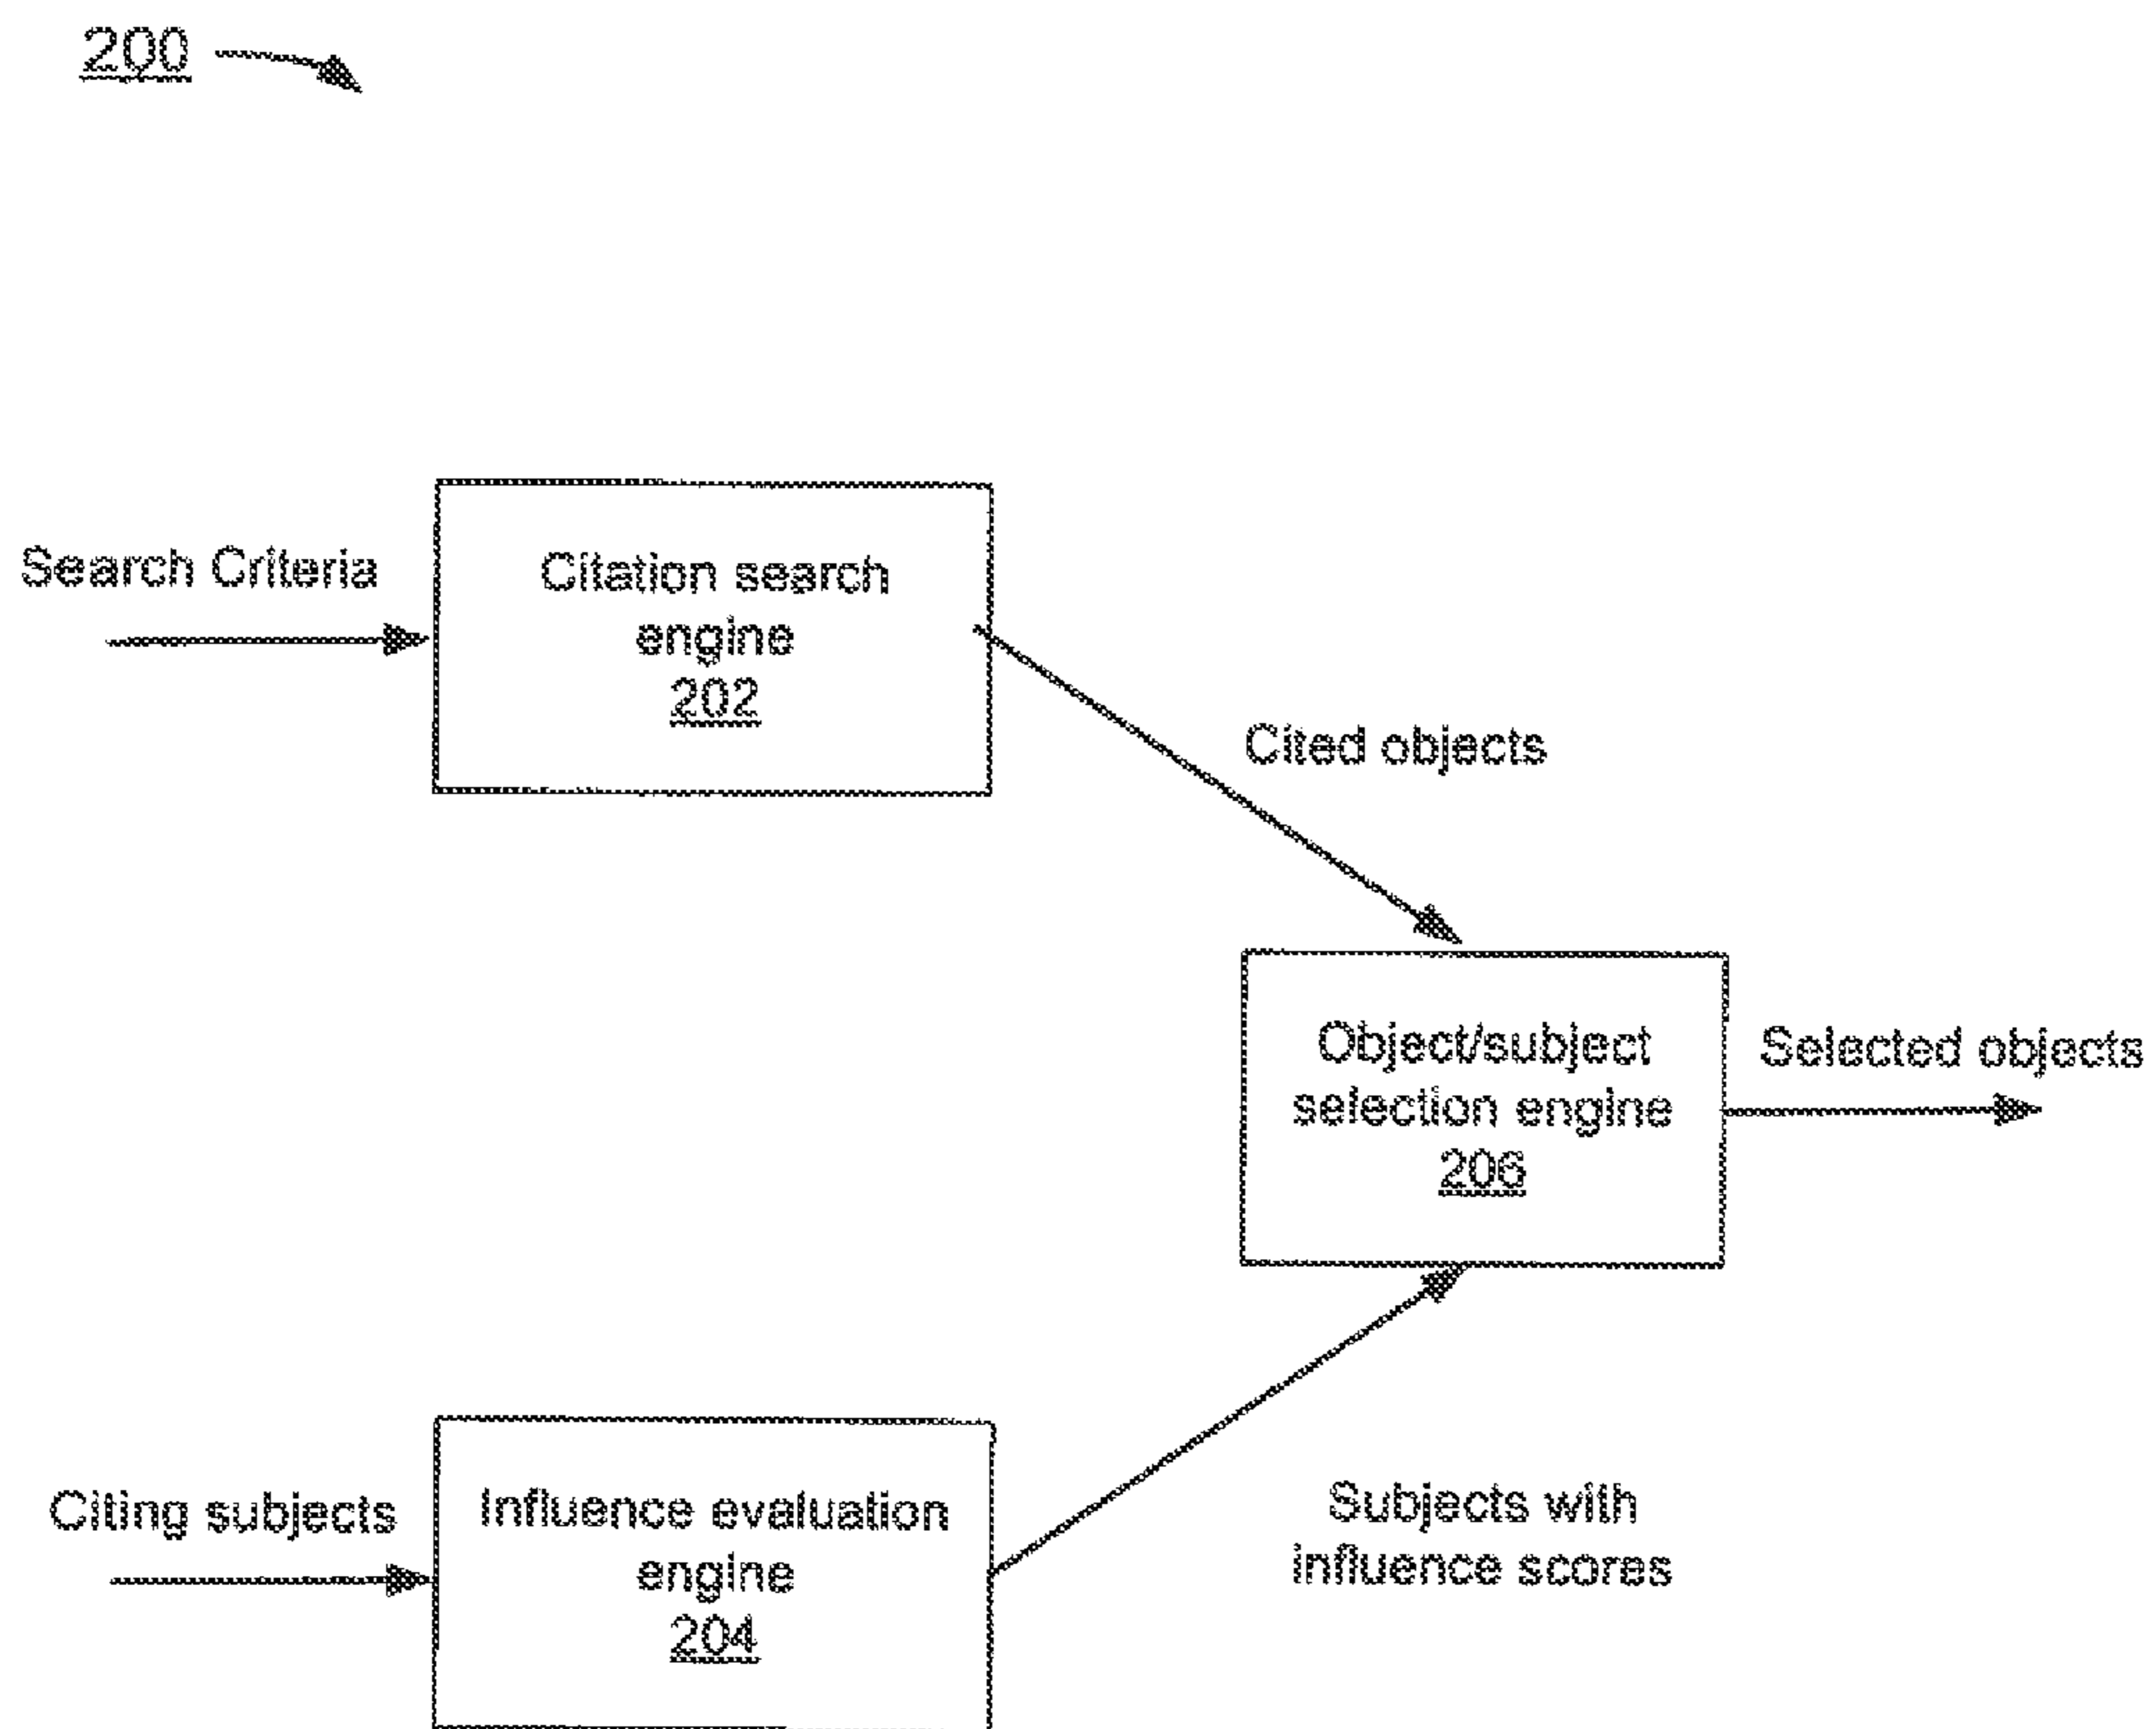 200
Search Criteria
Citation search
engine
202
Cited objects
Object/subject
selection engine
206
Selected objects
Citing subjects
Influence evaluation
engine
204
Subjects with
influence scores